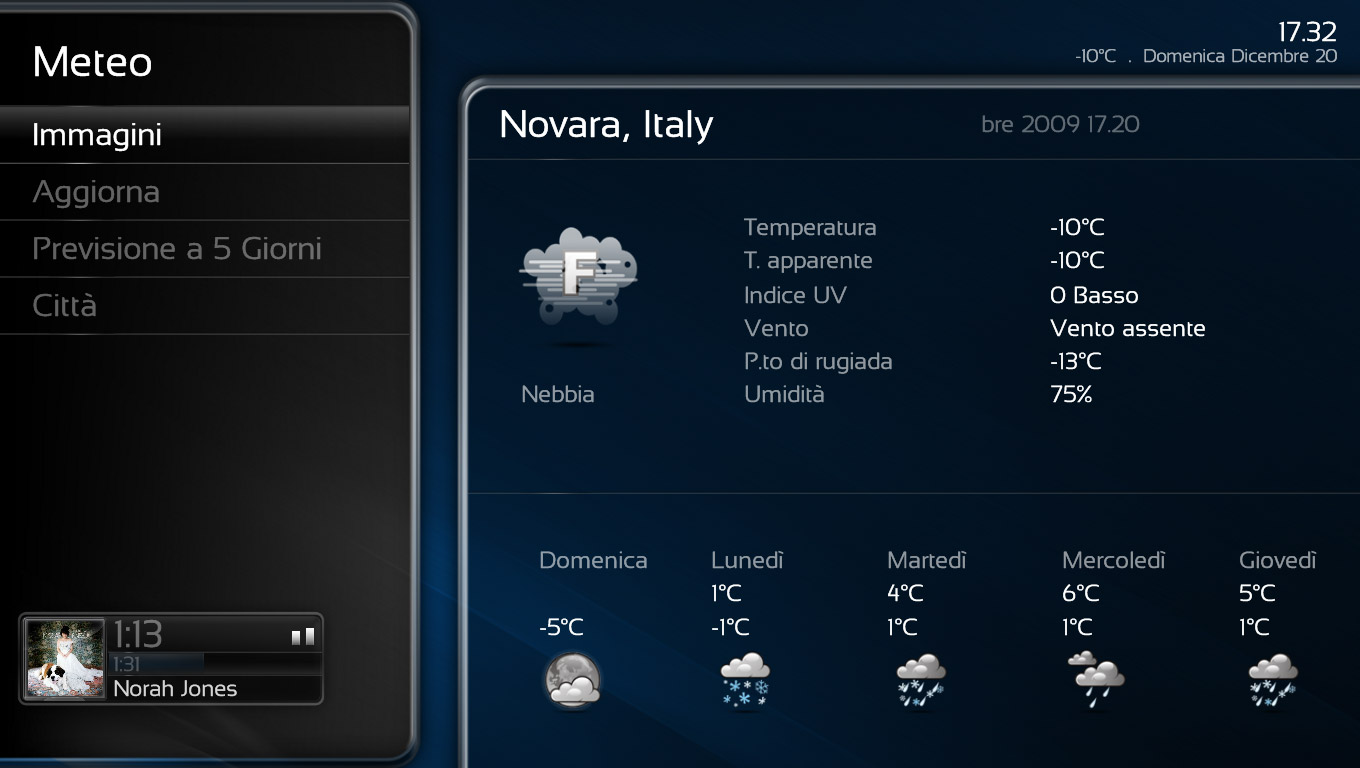 Meteo
Immagini
Aggiorna
Previsione a 5 Giorni
Città
1:13
1:31
Norah Jones
17.32
-10°C . Domenica Dicembre 20
Novara, Italy
bre 2009 17.20
F
Nebbia
Temperatura -10°C
T. apparente -10°C
Indice UV 0 Basso
Vento Vento assente
P.to di rugiada -13°C
Umidità 75%
Domenica Lunedì Martedì Mercoledì Giovedì
1°C 4°C 6°C 5°C
-5°C -1°C 1°C 1°C 1°C